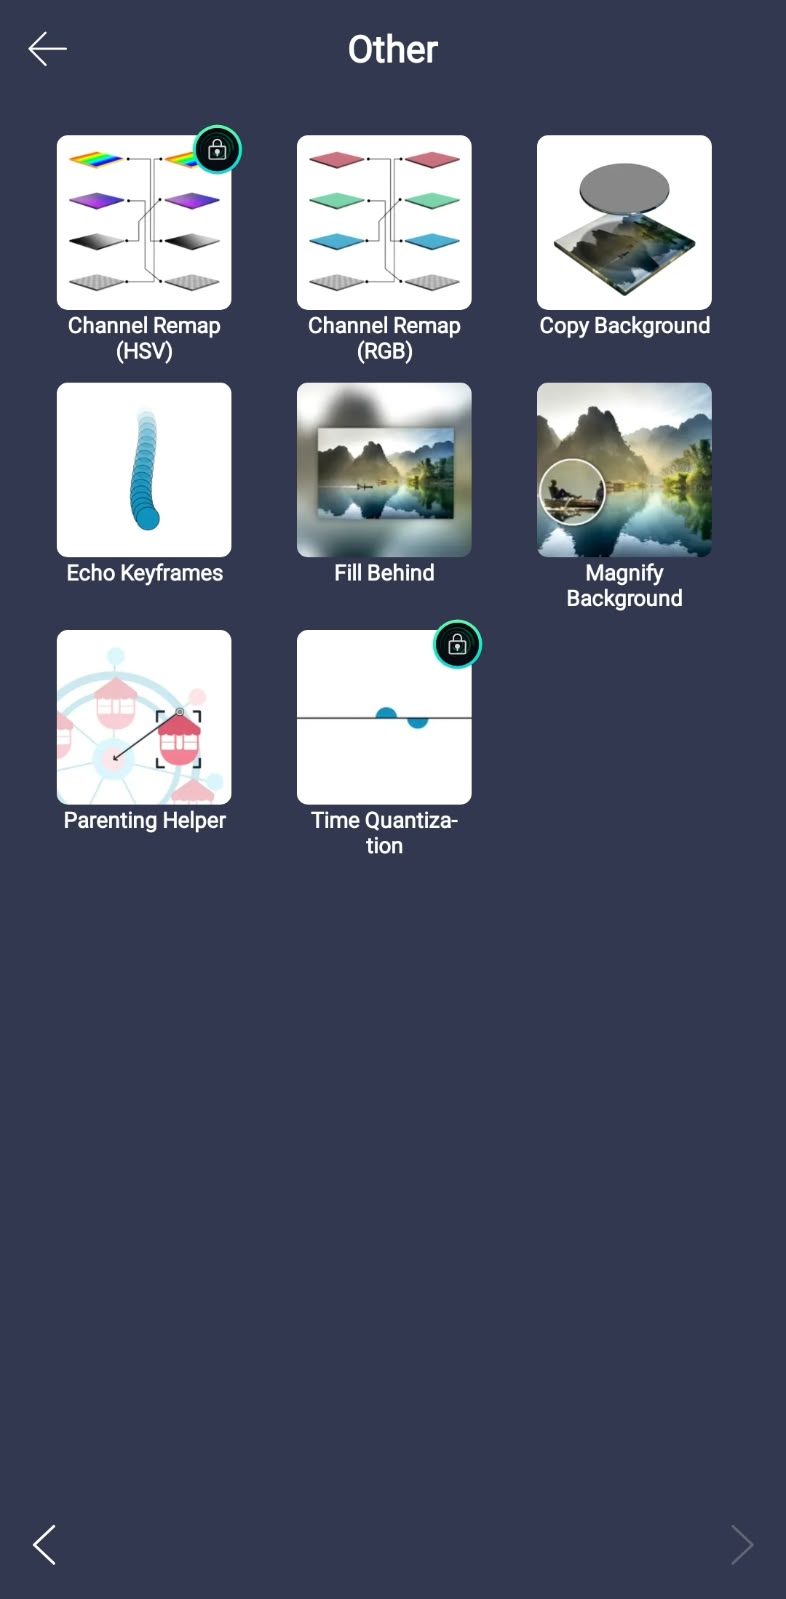 Other
Channel Remap
(HSV)
Channel Remap
(RGB)
Copy Background
Echo Keyframes
Fill Behind
Magnify
Background
Parenting Helper
Time Quantiza-
tion